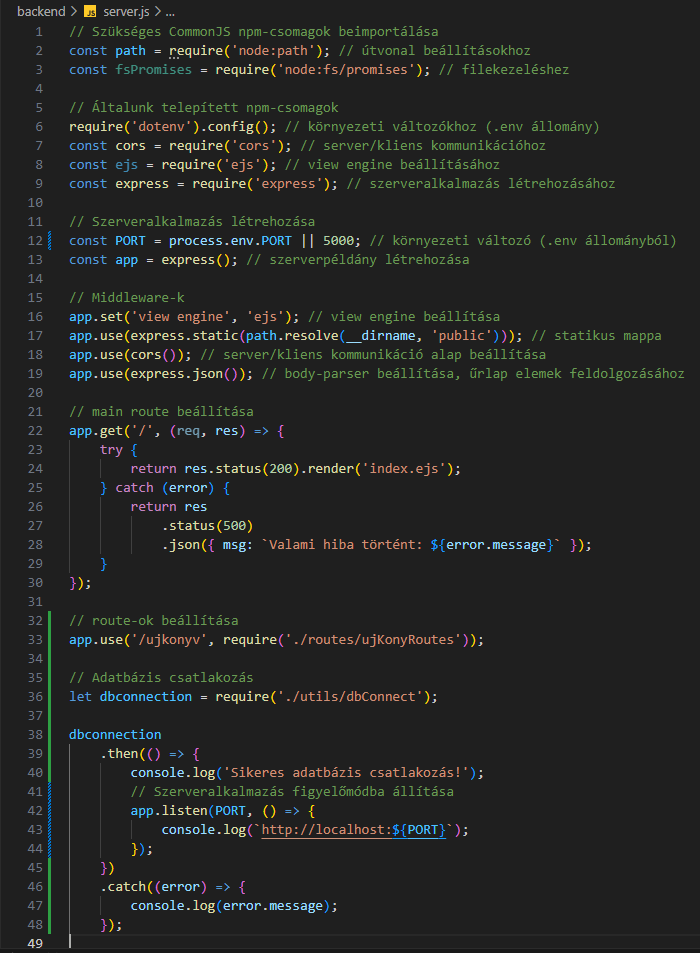 backend > JS server.js > ...
1 // Szükséges CommonJS npm-csomagok beimportálása
2 const path = require('node:path'); // útvonal beállításokhoz
3 const fsPromises = require('node:fs/promises'); // filekezeléshez
4
5 // Általunk telepített npm-csomagok
6 require('dotenv').config(); // környezeti változókhoz (.env állomány)
7 const cors = require('cors'); // server/kliens kommunikációhoz
8 const ejs = require('ejs'); // view engine beállításához
9 const express = require('express'); // szerveralkalmazás létrehozásához
10
11 // Szerveralkalmazás létrehozása
12 const PORT = process.env.PORT || 5000; // környezeti változó (.env állományból)
13 const app = express(); // szerverpéldány létrehozása
14
15 // Middleware-k
16 app.set('view engine', 'ejs'); // view engine beállítása
17 app.use(express.static(path.resolve(__dirname, 'public'))); // statikus mappa
18 app.use(cors()); // server/kliens kommunikáció alap beállítása
19 app.use(express.json()); // body-parser beállítása, űrlap elemek feldolgozásához
20
21 // main route beállítása
22 app.get('/', (req, res) => {
23     try {
24         return res.status(200).render('index.ejs');
25     } catch (error) {
26         return res
27             .status(500)
28             .json({ msg: `Valami hiba történt: ${error.message}` });
29     }
30 });
31
32 // route-ok beállítása
33 app.use('/ujkonyv', require('./routes/ujKonyRoutes'));
34
35 // Adatbázis csatlakozás
36 let dbconnection = require('./utils/dbConnect');
37
38 dbconnection
39     .then(() => {
40         console.log('Sikeres adatbázis csatlakozás!');
41         // Szerveralkalmazás figyelőmódba állítása
42         app.listen(PORT, () => {
43             console.log(`http://localhost:${PORT}`);
44         });
45     })
46     .catch((error) => {
47         console.log(error.message);
48     });
49